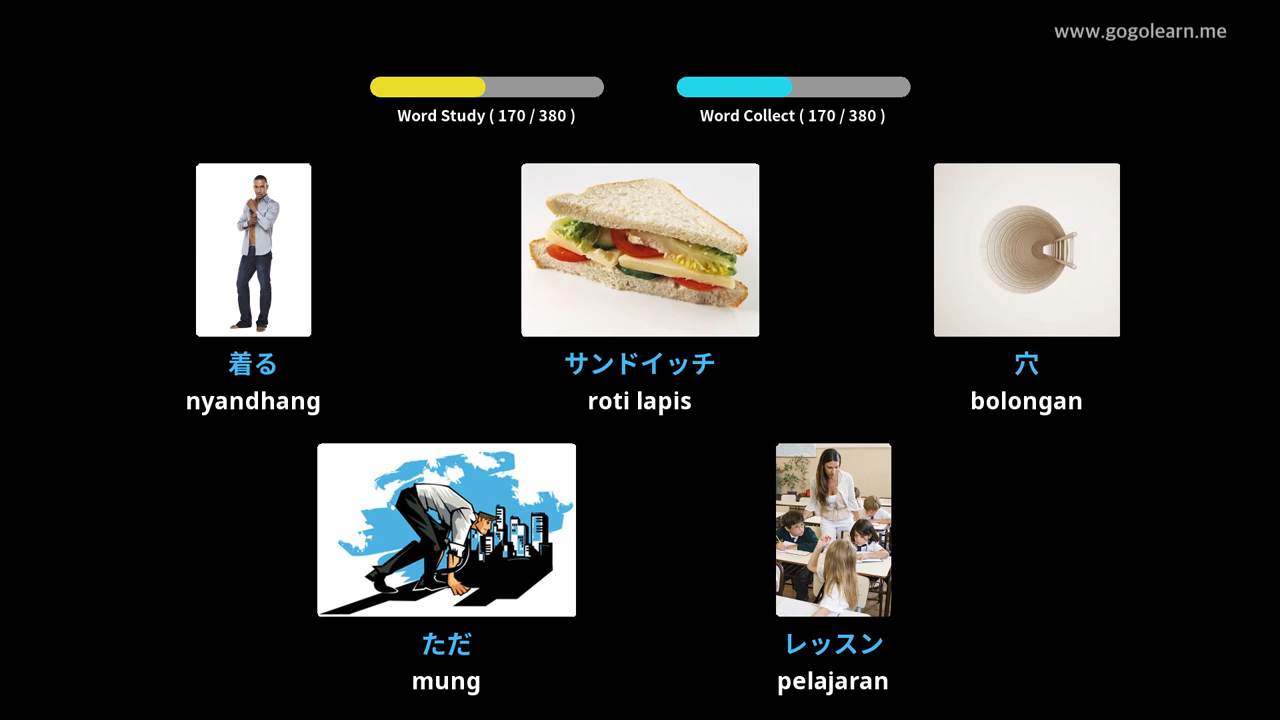 www.gogolearn.me
Word Study ( 170 / 380 )
Word Collect ( 170 / 380 )
着る
nyandhang
サンドイッチ
roti lapis
穴
bolongan
ただ
mung
レッスン
pelajaran